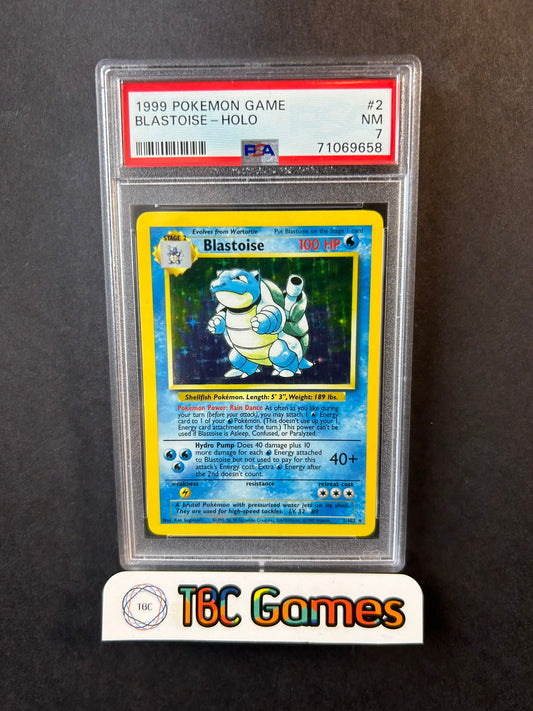 1999 POKEMON GAME #2
BLASTOISE – HOLO NM
7
PSA 71069658
Evolves from Wartortle Put Blastoise on the Stage 1 card
STAGE 2 Blastoise 100 HP
Shellfish Pokémon. Length: 5' 3", Weight: 189 lbs.
Pokémon Power: Rain Dance As often as you like during
your turn (before your attack), you may attach 1 Energy
card to 1 of your Pokémon. (This doesn't use up your 1
Energy card attachment for the turn.) This power can't be
used if Blastoise is Asleep, Confused, or Paralyzed.
Hydro Pump Does 40 damage plus 10
more damage for each Energy
attached to Blastoise but not used to pay for this
attack's Energy cost. Extra Energy after
the 2nd doesn't count.
40+
weakness resistance retreat cost
A brutal Pokémon with pressurized water jets on its shell.
They are used for high-speed tackles. LV. 52 #9
2/102
TBC TBC Games